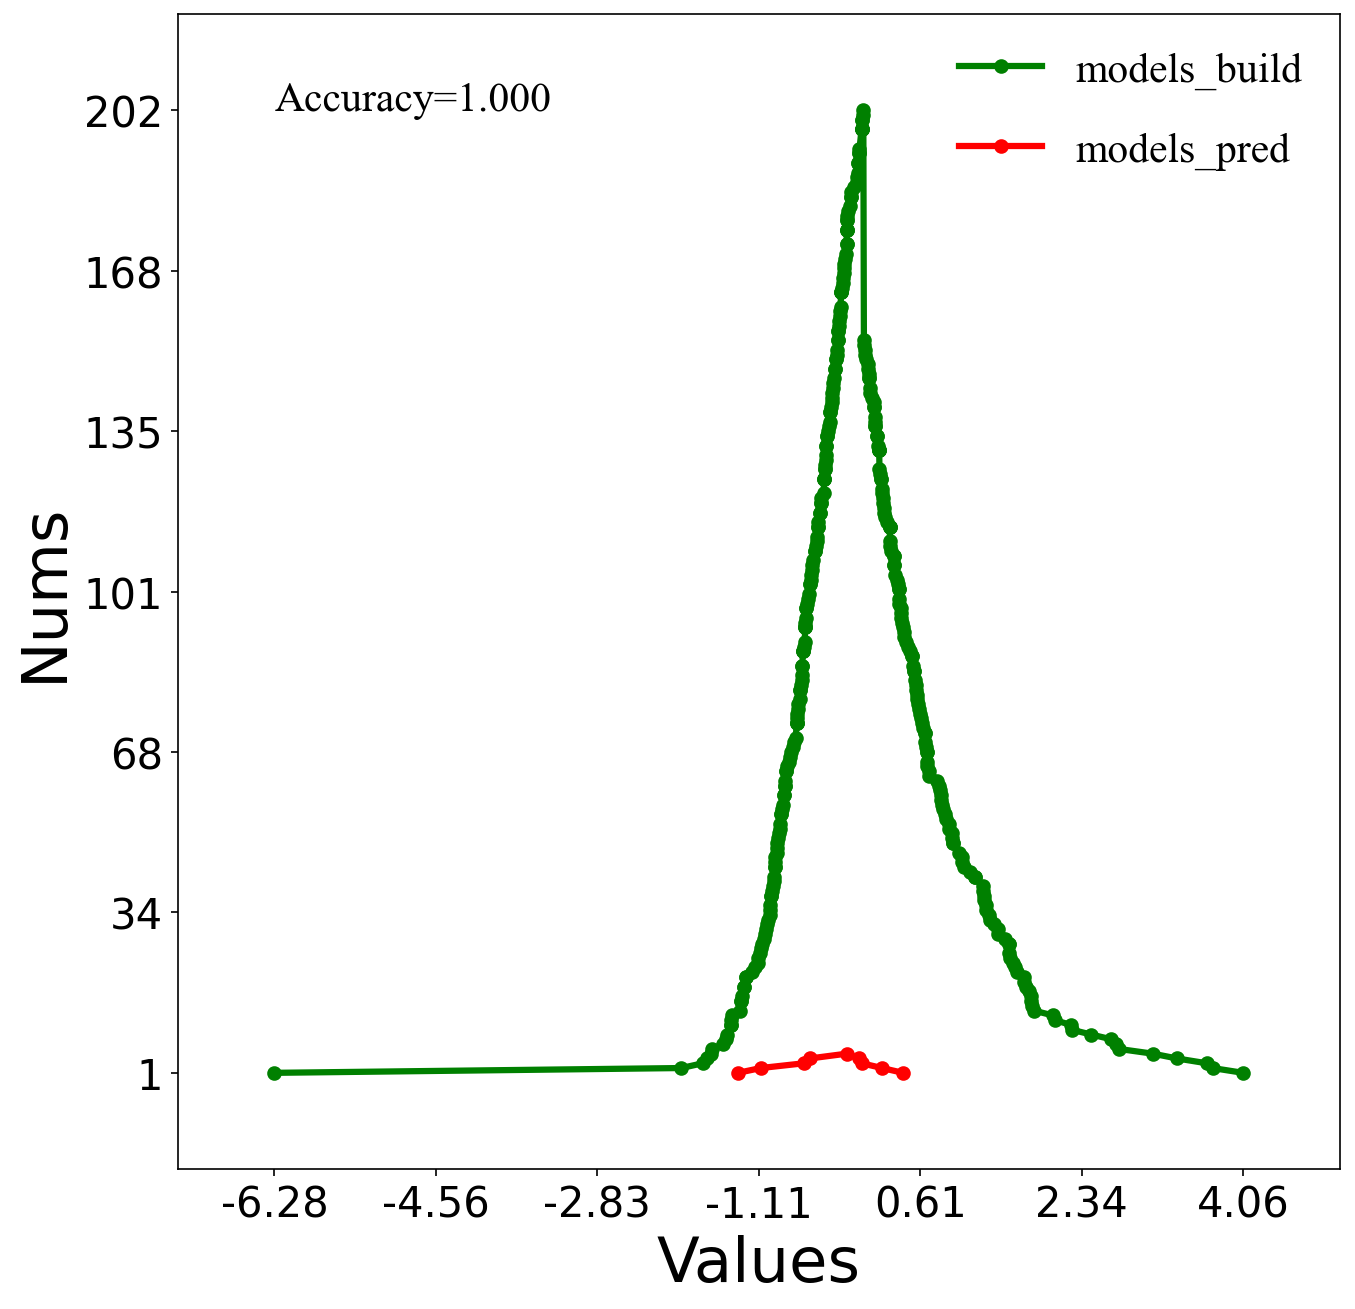 models_build
Accuracy=1.000
models_pred
202
168
135
101
68
34
1
Nums
-6.28 -4.56 -2.83 -1.11 0.61 2.34 4.06
Values